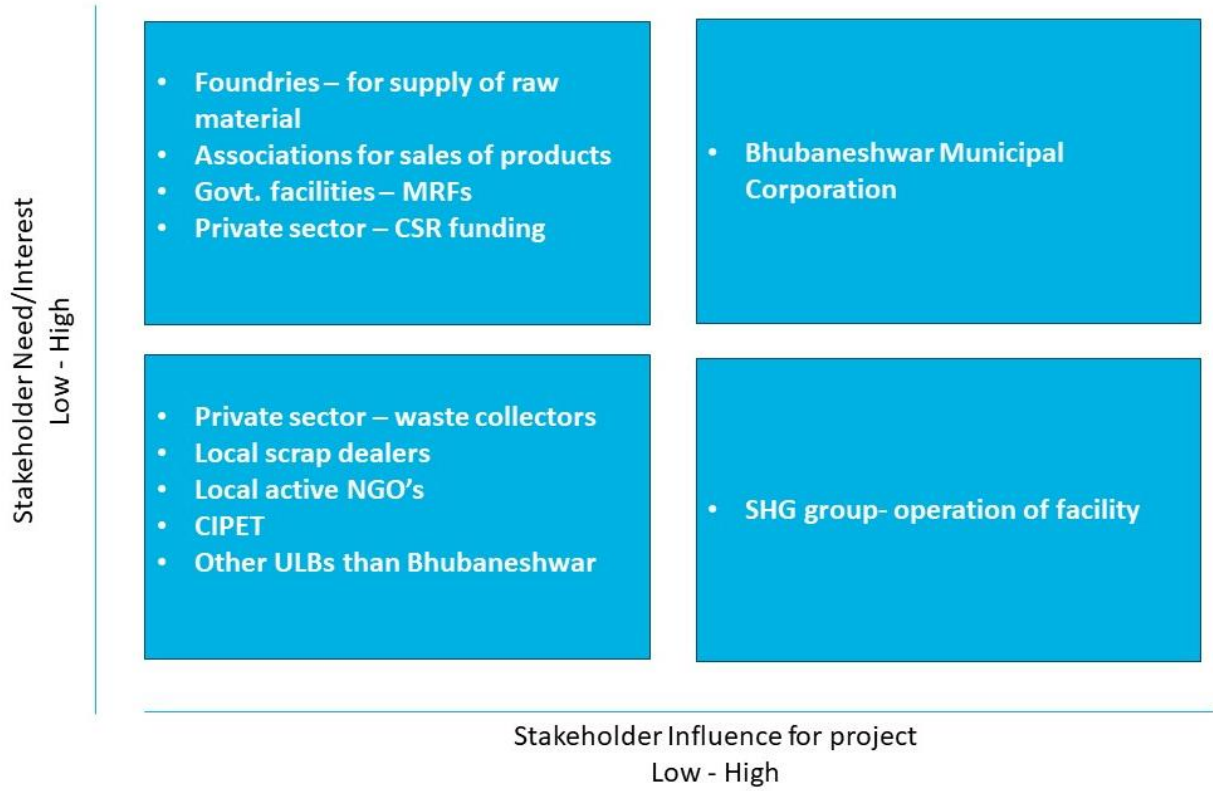 Stakeholder Need/Interest
Low - High
• Foundries – for supply of raw
material
• Associations for sales of products
• Govt. facilities – MRFs
• Private sector – CSR funding
• Bhubaneshwar Municipal
Corporation
• Private sector – waste collectors
• Local scrap dealers
• Local active NGO’s
• CIPET
• Other ULBs than Bhubaneshwar
• SHG group- operation of facility
Stakeholder Influence for project
Low - High